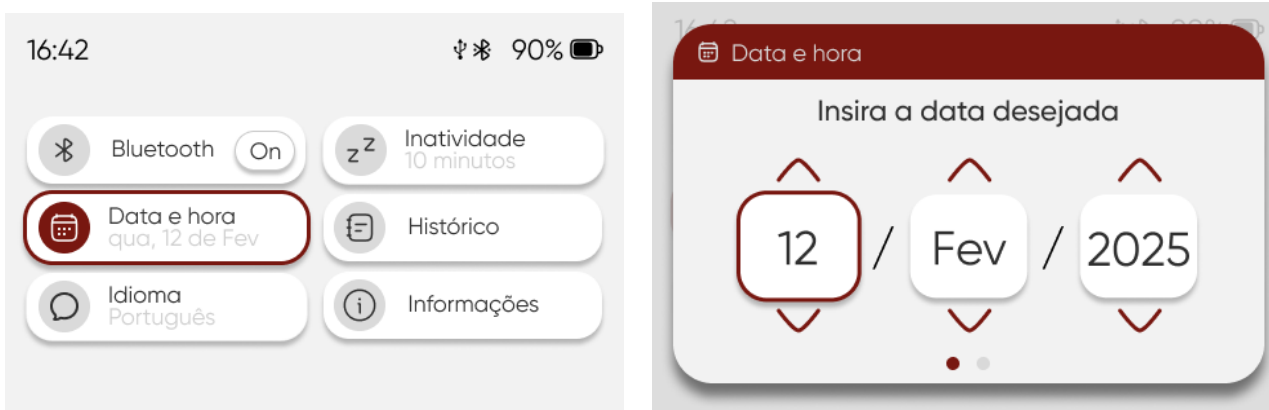 16:42
90%
Bluetooth On
Inatividade
10 minutos
Data e hora
qua, 12 de Fev
Histórico
Idioma
Português
Informações
Data e hora
Insira a data desejada
12 / Fev / 2025